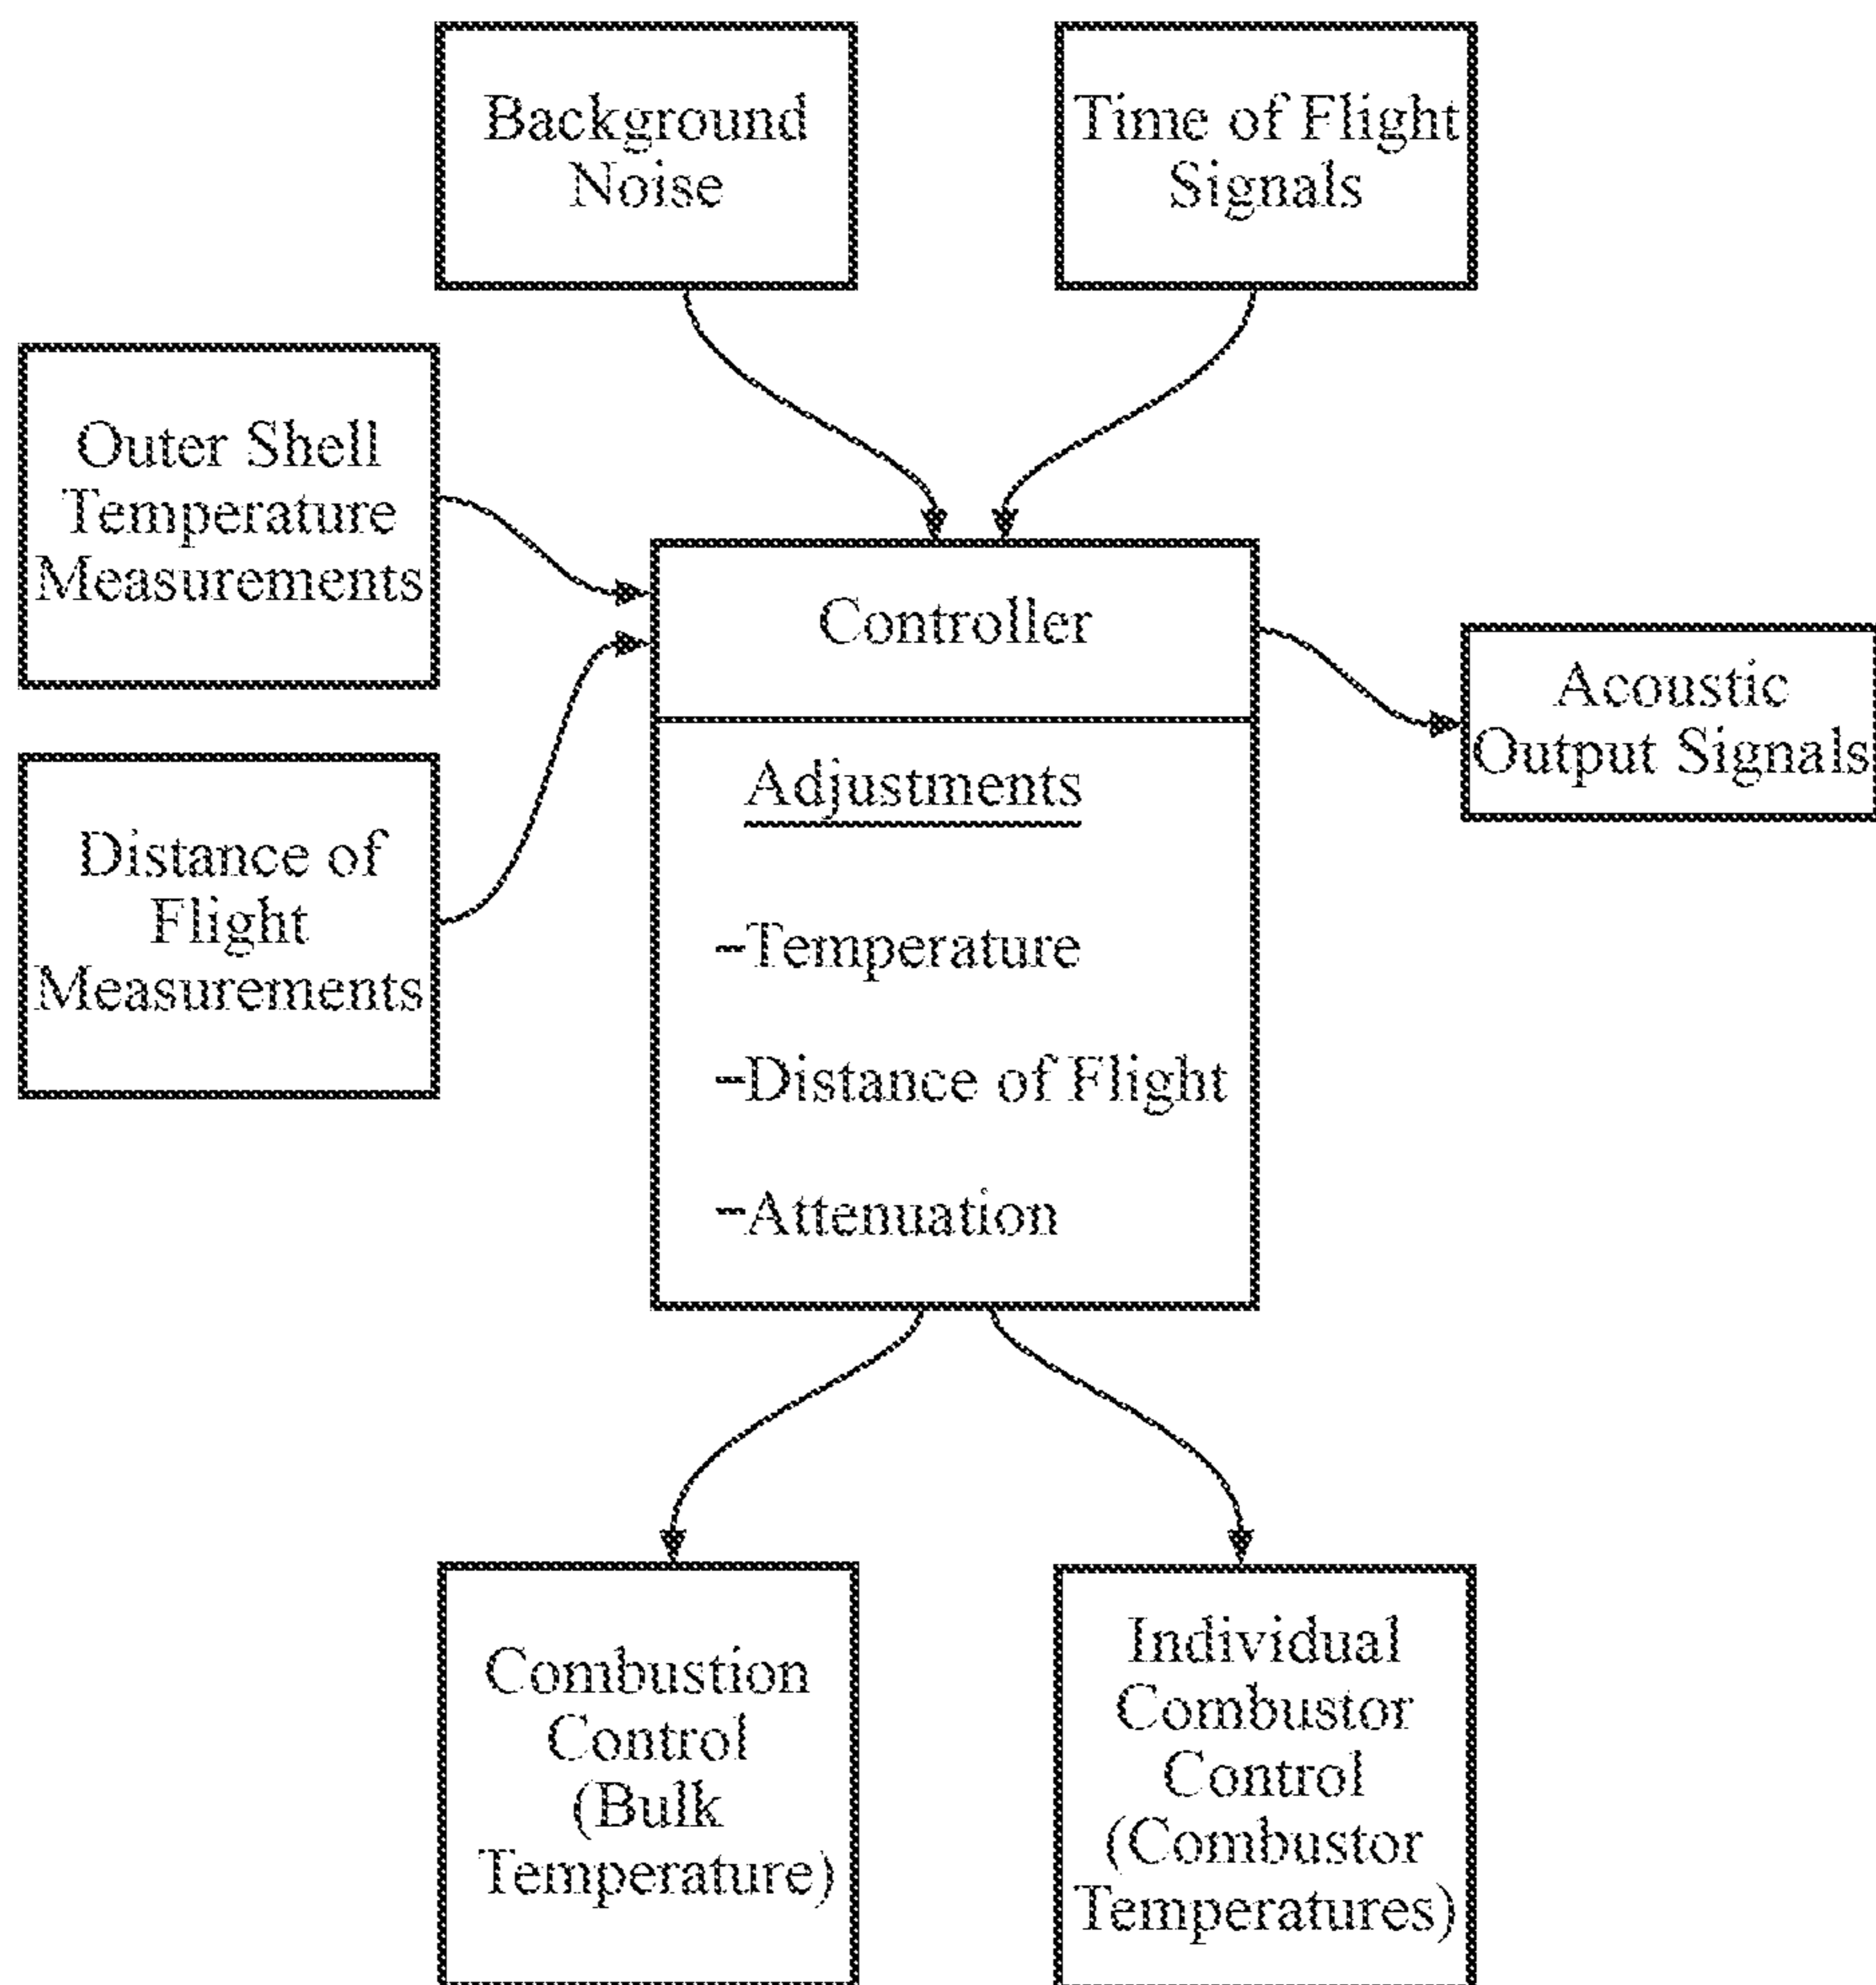 Background
Noise
Time of Flight
Signals
Outer Shell
Temperature
Measurements
Distance of
Flight
Measurements
Controller
Adjustments
--Temperature
--Distance of Flight
--Attenuation
Acoustic
Output Signals
Combustion
Control
(Bulk
Temperature)
Individual
Combustor
Control
(Combustor
Temperatures)